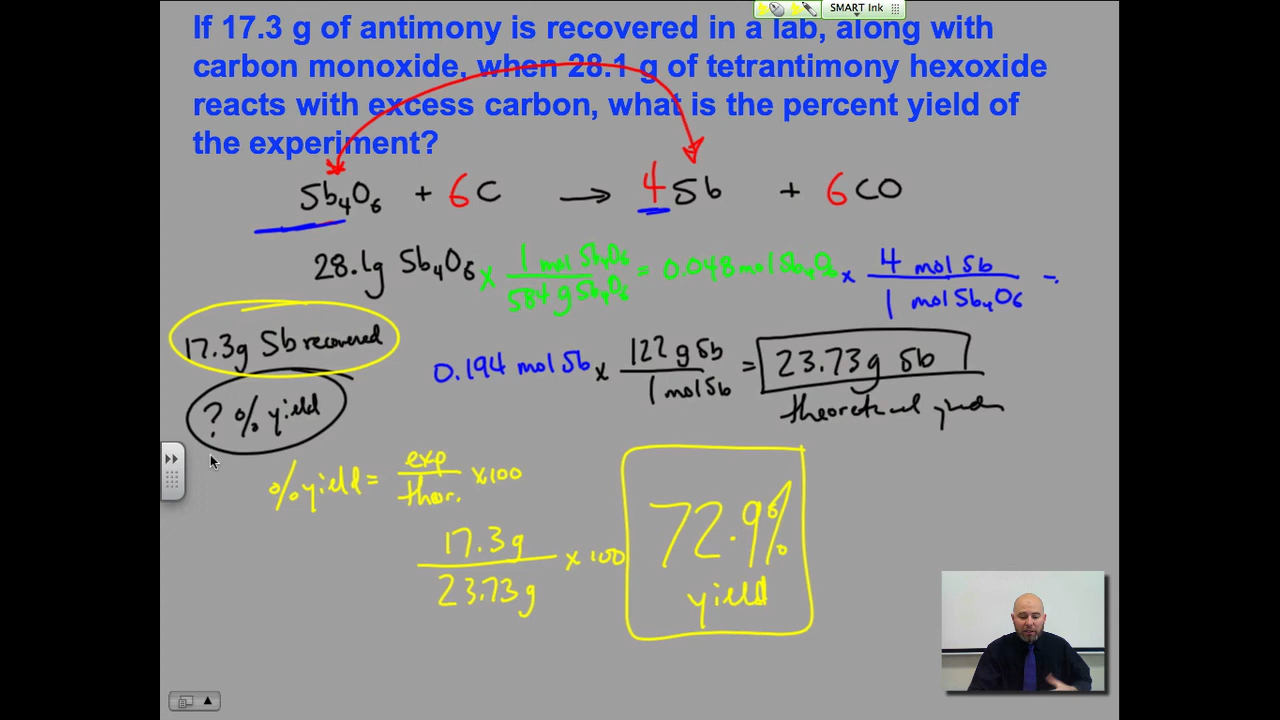 SMART Ink
If 17.3 g of antimony is recovered in a lab, along with
carbon monoxide, when 28.1 g of tetrantimony hexoxide
reacts with excess carbon, what is the percent yield of
the experiment?
Sb₄O₆ + 6C → 4Sb + 6CO
28.1g Sb₄O₆ x 1 mol Sb₄O₆ / 584 g Sb₄O₆ = 0.048 mol Sb₄O₆ x 4 mol Sb / 1 mol Sb₄O₆ =
17.3g Sb recovered
0.194 mol Sb x 122 g Sb / 1 mol Sb = 23.73g Sb
theoretical yield
? % yield
% yield = exp / theor. x100
17.3g / 23.73g x 100
72.9%
yield